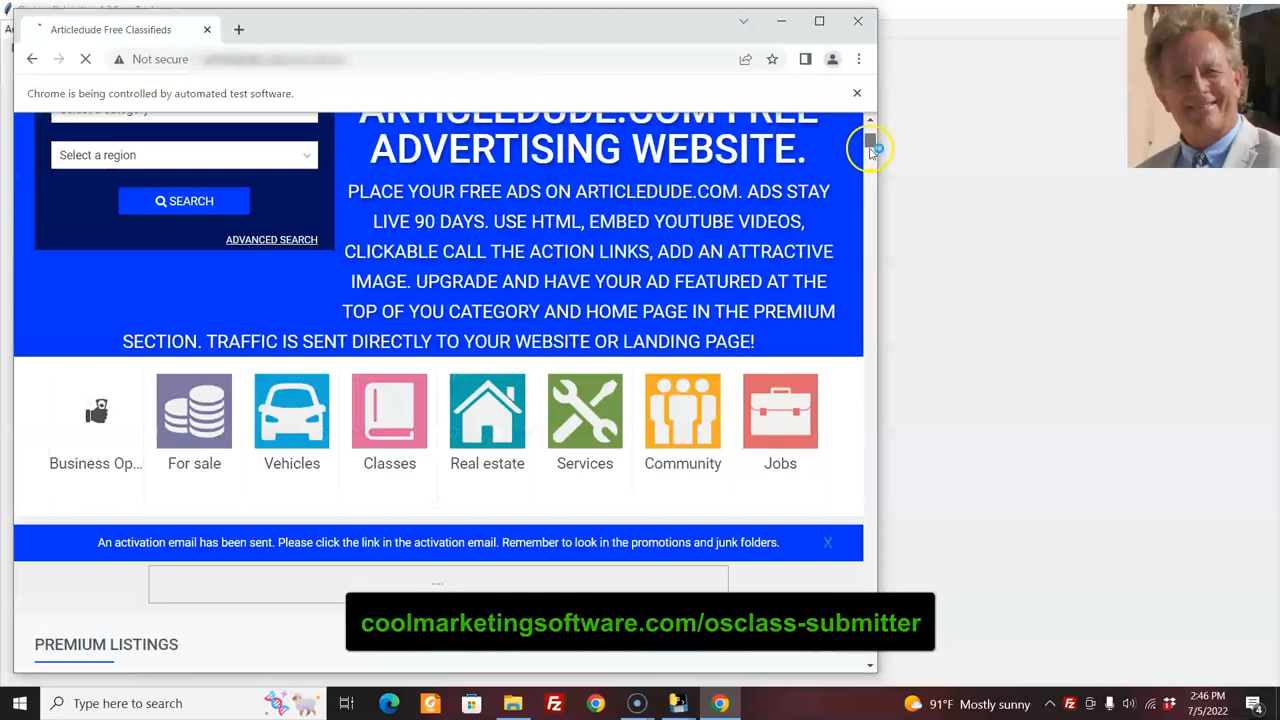 Articledude Free Classifieds
Not secure
Chrome is being controlled by automated test software.
ARTICLEDUDE.COM FREE
ADVERTISING WEBSITE.
Select a region
SEARCH
ADVANCED SEARCH
PLACE YOUR FREE ADS ON ARTICLEDUDE.COM. ADS STAY
LIVE 90 DAYS. USE HTML, EMBED YOUTUBE VIDEOS,
CLICKABLE CALL THE ACTION LINKS, ADD AN ATTRACTIVE
IMAGE. UPGRADE AND HAVE YOUR AD FEATURED AT THE
TOP OF YOU CATEGORY AND HOME PAGE IN THE PREMIUM
SECTION. TRAFFIC IS SENT DIRECTLY TO YOUR WEBSITE OR LANDING PAGE!
Business Op... For sale Vehicles Classes Real estate Services Community Jobs
An activation email has been sent. Please click the link in the activation email. Remember to look in the promotions and junk folders. X
....
coolmarketingsoftware.com/osclass-submitter
PREMIUM LISTINGS
Type here to search
91°F Mostly sunny
2:46 PM
7/5/2022
4